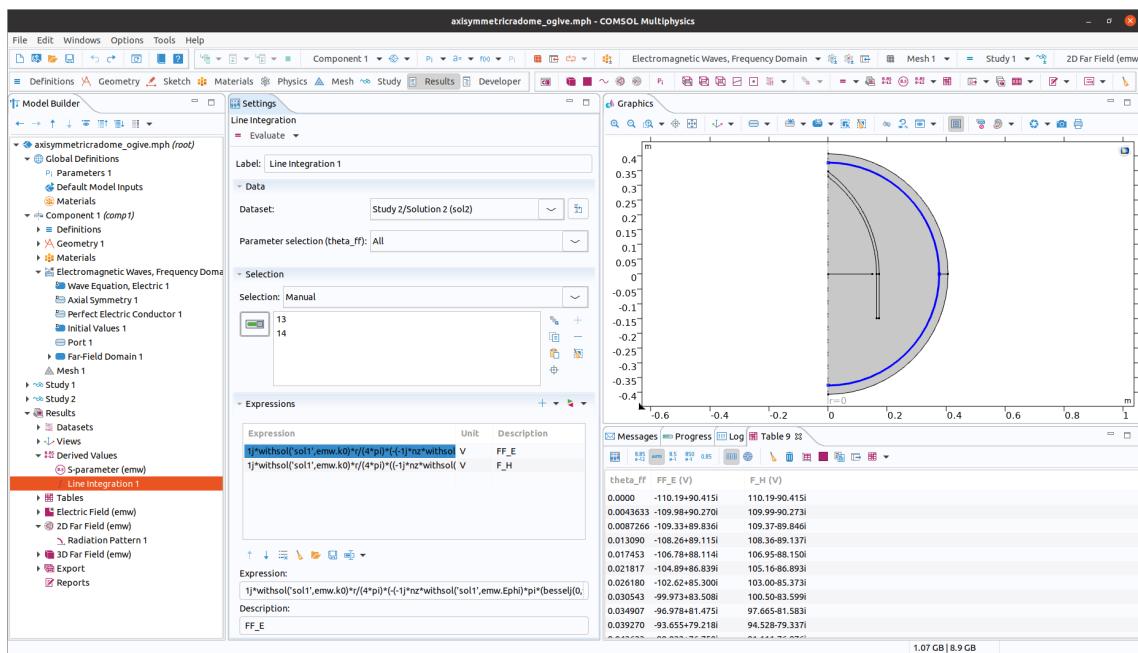 axisymmetricradome_ogive.mph - COMSOL Multiphysics
File Edit Windows Options Tools Help
Component 1 Pi a= f(x) Pi Electromagnetic Waves, Frequency Domain Mesh 1 Study 1 2D Far Field (emw
Definitions Geometry Sketch Materials Physics Mesh Study Results Developer
Model Builder
axisymmetricradome_ogive.mph (root)
Global Definitions
Parameters 1
Default Model Inputs
Materials
Component 1 (comp1)
Definitions
Geometry 1
Materials
Electromagnetic Waves, Frequency Doma
Wave Equation, Electric 1
Axial Symmetry 1
Perfect Electric Conductor 1
Initial Values 1
Port 1
Far-Field Domain 1
Mesh 1
Study 1
Study 2
Results
Datasets
Views
Derived Values
S-parameter (emw)
Line Integration 1
Tables
Electric Field (emw)
2D Far Field (emw)
Radiation Pattern 1
3D Far Field (emw)
Export
Reports
Settings
Line Integration
= Evaluate
Label: Line Integration 1
Data
Dataset: Study 2/Solution 2 (sol2)
Parameter selection (theta_ff): All
Selection
Selection: Manual
13
14
Expressions
Expression Unit Description
1j*withsol('sol1',emw.k0)*r/(4*pi)*(-(-1j*nz*withsol V FF_E
1j*withsol('sol1',emw.k0)*r/(4*pi)*((-1j*nz*withsol( V F_H
Expression:
1j*withsol('sol1',emw.k0)*r/(4*pi)*(-(-1j*nz*withsol('sol1',emw.Ephi)*pi*(besselj(0,
Description:
FF_E
Graphics
m
0.4
0.35
0.3
0.25
0.2
0.15
0.1
0.05
0
-0.05
-0.1
-0.15
-0.2
-0.25
-0.3
-0.35
-0.4
r=0
m
-0.6 -0.4 -0.2 0 0.2 0.4 0.6 0.8 1
Messages Progress Log Table 9
8.85 e-12 AUTO 8.5 e-1 850 e-1 0.85
theta_ff FF_E (V) F_H (V)
0.0000 -110.19+90.415i 110.19-90.415i
0.0043633 -109.98+90.270i 109.99-90.273i
0.0087266 -109.33+89.836i 109.37-89.846i
0.013090 -108.26+89.115i 108.36-89.137i
0.017453 -106.78+88.114i 106.95-88.150i
0.021817 -104.89+86.839i 105.16-86.893i
0.026180 -102.62+85.300i 103.00-85.373i
0.030543 -99.973+83.508i 100.50-83.599i
0.034907 -96.978+81.475i 97.665-81.583i
0.039270 -93.655+79.218i 94.528-79.337i
1.07 GB | 8.9 GB